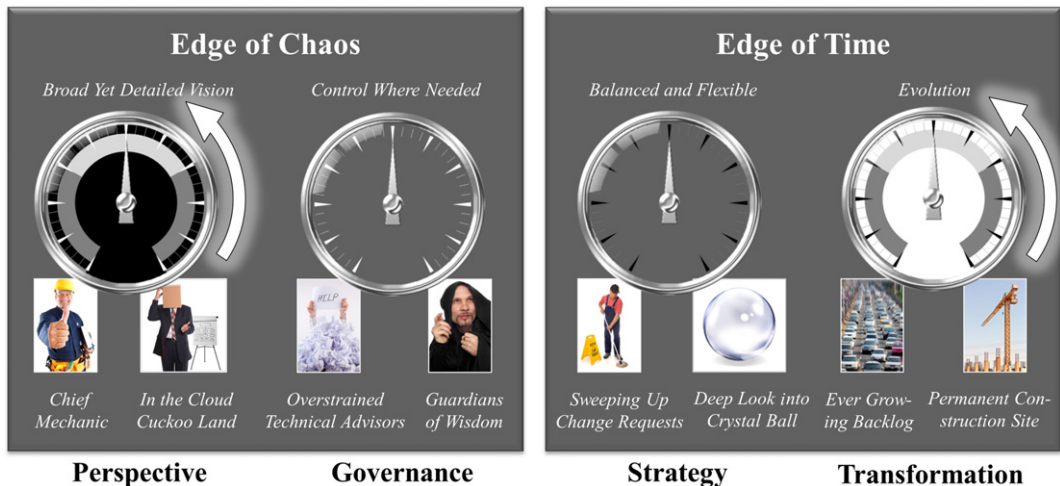 Edge of Chaos
Broad Yet Detailed Vision
Control Where Needed
HELP
Chief
Mechanic
In the Cloud
Cuckoo Land
Overstrained
Technical Advisors
Guardians
of Wisdom
Perspective
Governance
Edge of Time
Balanced and Flexible
Evolution
Sweeping Up
Change Requests
Deep Look into
Crystal Ball
Ever Grow-
ing Backlog
Permanent Con-
struction Site
Strategy
Transformation